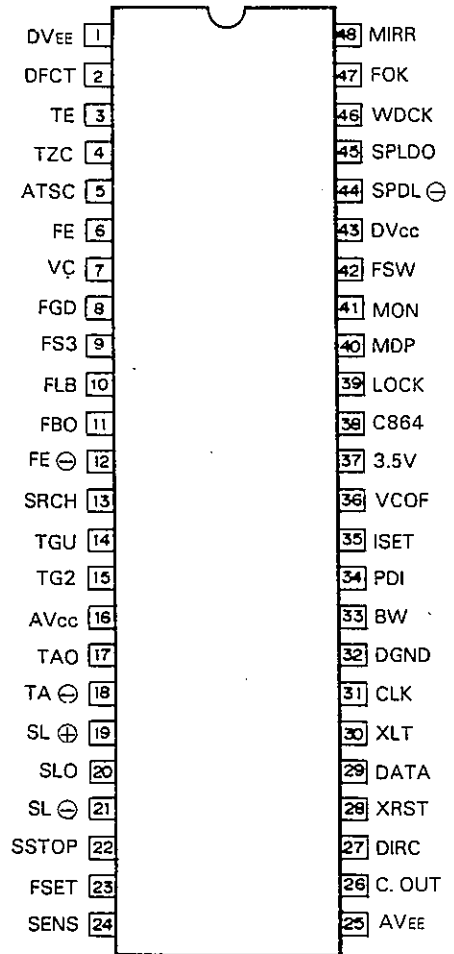 DVEE 1 48 MIRR
DFCT 2 47 FOK
TE 3 46 WDCK
TZC 4 45 SPLDO
ATSC 5 44 SPDL ⊖
FE 6 43 DVcc
VC 7 42 FSW
FGD 8 41 MON
FS3 9 40 MDP
FLB 10 39 LOCK
FBO 11 38 C864
FE ⊖ 12 37 3.5V
SRCH 13 36 VCOF
TGU 14 35 ISET
TG2 15 34 PDI
AVcc 16 33 BW
TAO 17 32 DGND
TA ⊖ 18 31 CLK
SL ⊕ 19 30 XLT
SLO 20 29 DATA
SL ⊖ 21 28 XRST
SSTOP 22 27 DIRC
FSET 23 26 C. OUT
SENS 24 25 AVEE